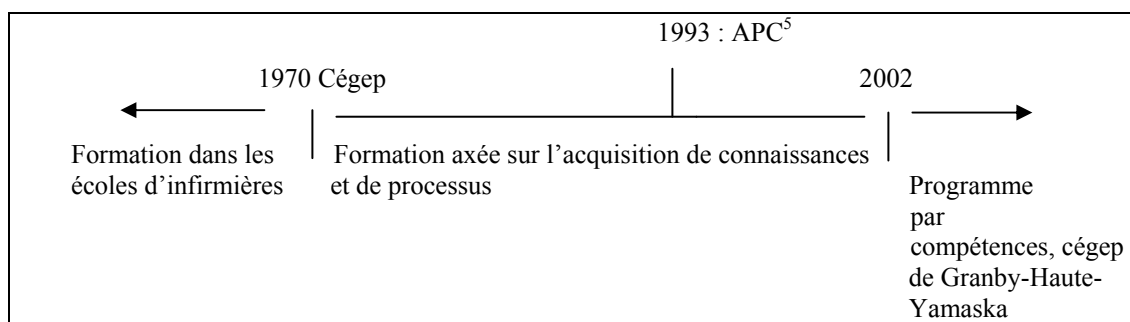 1993 : APC⁵
1970 Cégep
2002
Formation dans les
écoles d’infirmières
Formation axée sur l’acquisition de connaissances
et de processus
Programme
par
compétences, cégep
de Granby-Haute-
Yamaska